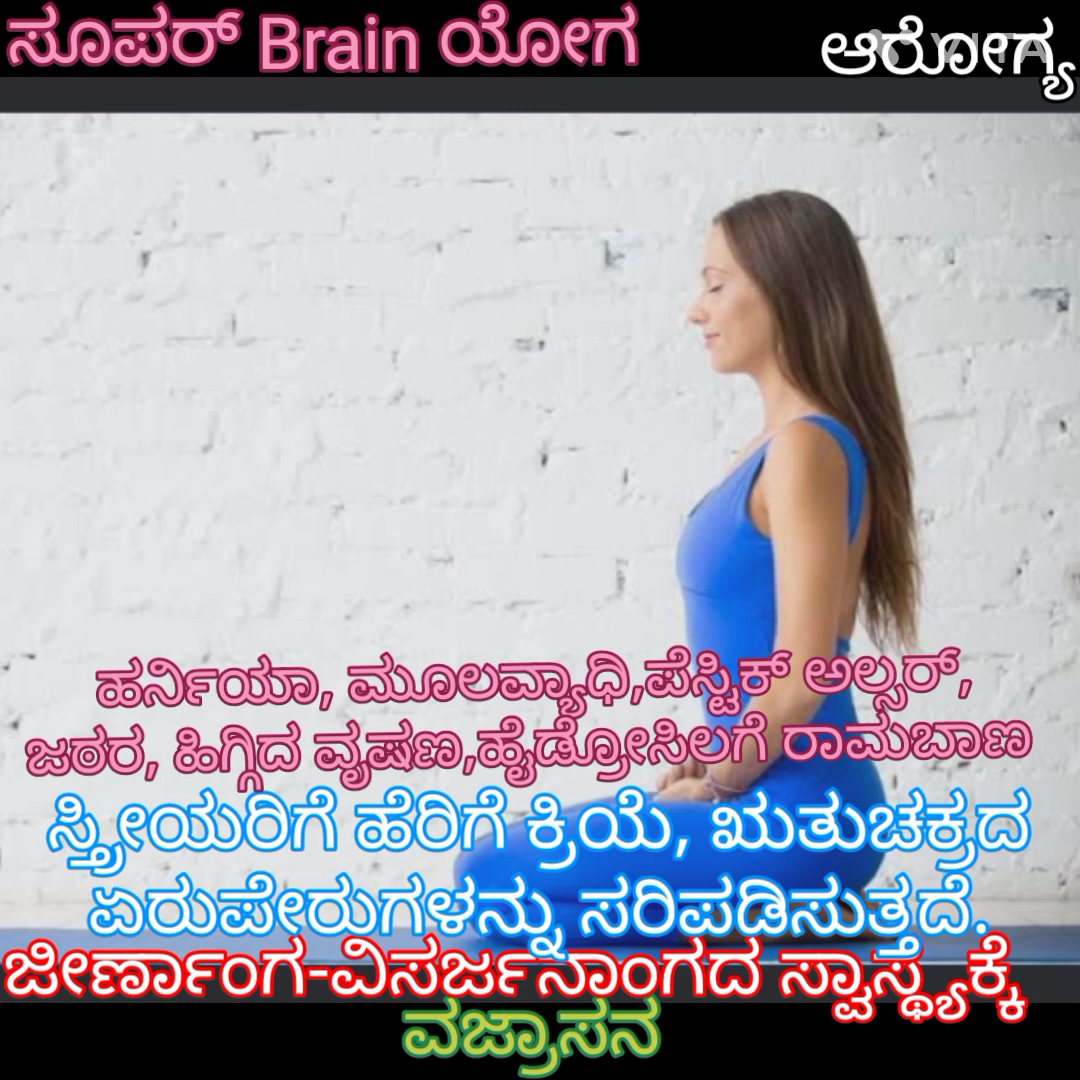 ಸೂಪರ್ Brain ಯೋಗ
ಆರೋಗ್ಯ
VITA
ಹರ್ನಿಯಾ, ಮೂಲವ್ಯಾಧಿ,ಪೆಸ್ಟಿಕ್ ಅಲ್ಸರ್,
ಜಠರ, ಹಿಗ್ಗಿದ ವೃಷಣ,ಹೈಡ್ರೋಸಿಲಗೆ ರಾಮಬಾಣ
ಸ್ತ್ರೀಯರಿಗೆ ಹೆರಿಗೆ ಕ್ರಿಯೆ, ಋತುಚಕ್ರದ
ಏರುಪೇರುಗಳನ್ನು ಸರಿಪಡಿಸುತ್ತದೆ.
ಜೀರ್ಣಾಂಗ-ವಿಸರ್ಜನಾಂಗದ ಸ್ವಾಸ್ಥ್ಯಕ್ಕೆ
ವಜ್ರಾಸನ